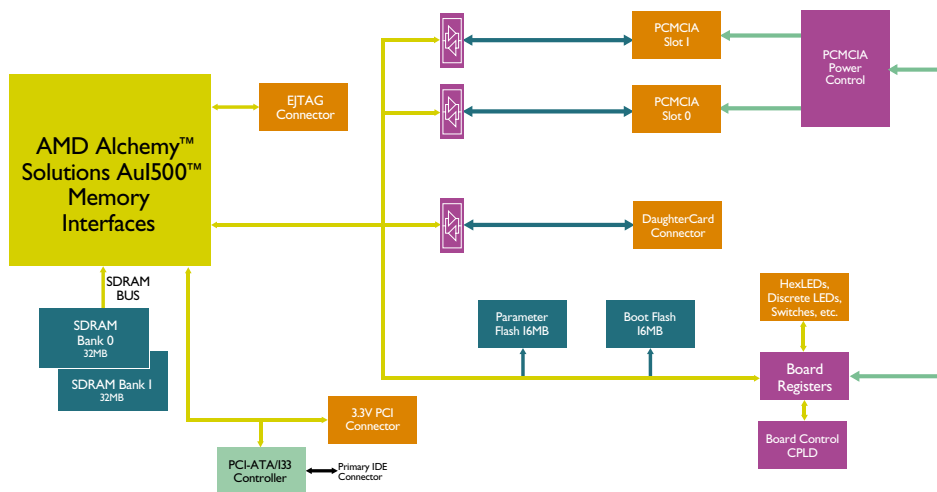 PCMCIA
Slot 1
PCMCIA
Power
Control
EJTAG
Connector
PCMCIA
Slot 0
AMD Alchemy™
Solutions Au1500™
Memory
Interfaces
DaughterCard
Connector
SDRAM
BUS
HexLEDs,
Discrete LEDs,
Switches, etc.
SDRAM
Bank 0
32MB
Parameter
Flash 16MB
Boot Flash
16MB
SDRAM Bank 1
32MB
Board
Registers
3.3V PCI
Connector
Board Control
CPLD
PCI-ATA/133
Controller
Primary IDE
Connector